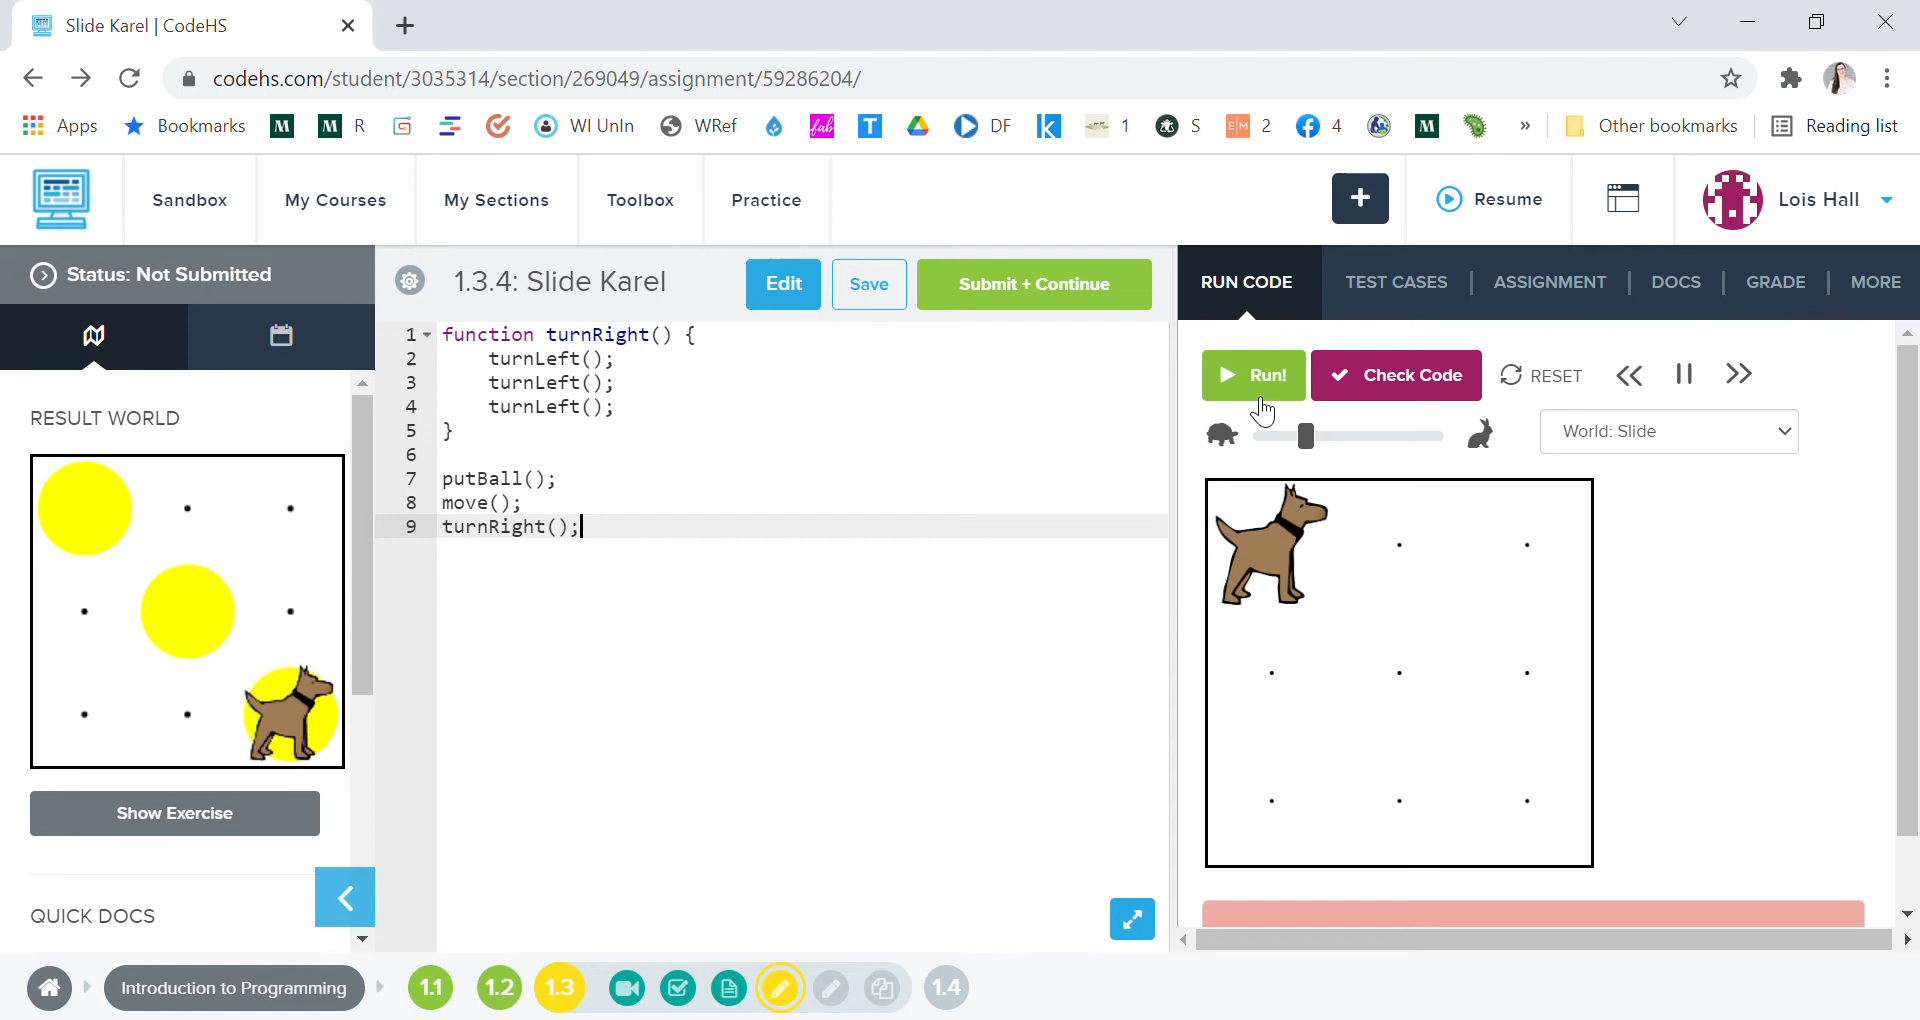 Slide Karel | CodeHS
codehs.com/student/3035314/section/269049/assignment/59286204/
Apps Bookmarks M M R WI UnIn WRef fab T DF K 1 S EM 2 4 M » Other bookmarks Reading list
Sandbox My Courses My Sections Toolbox Practice + Resume Lois Hall
Status: Not Submitted
1.3.4: Slide Karel Edit Save Submit + Continue
RUN CODE TEST CASES ASSIGNMENT DOCS GRADE MORE
RESULT WORLD
Show Exercise
QUICK DOCS
1 function turnRight() {
2 turnLeft();
3 turnLeft();
4 turnLeft();
5 }
6
7 putBall();
8 move();
9 turnRight();
Run! Check Code RESET
World: Slide
Introduction to Programming 1.1 1.2 1.3 1.4